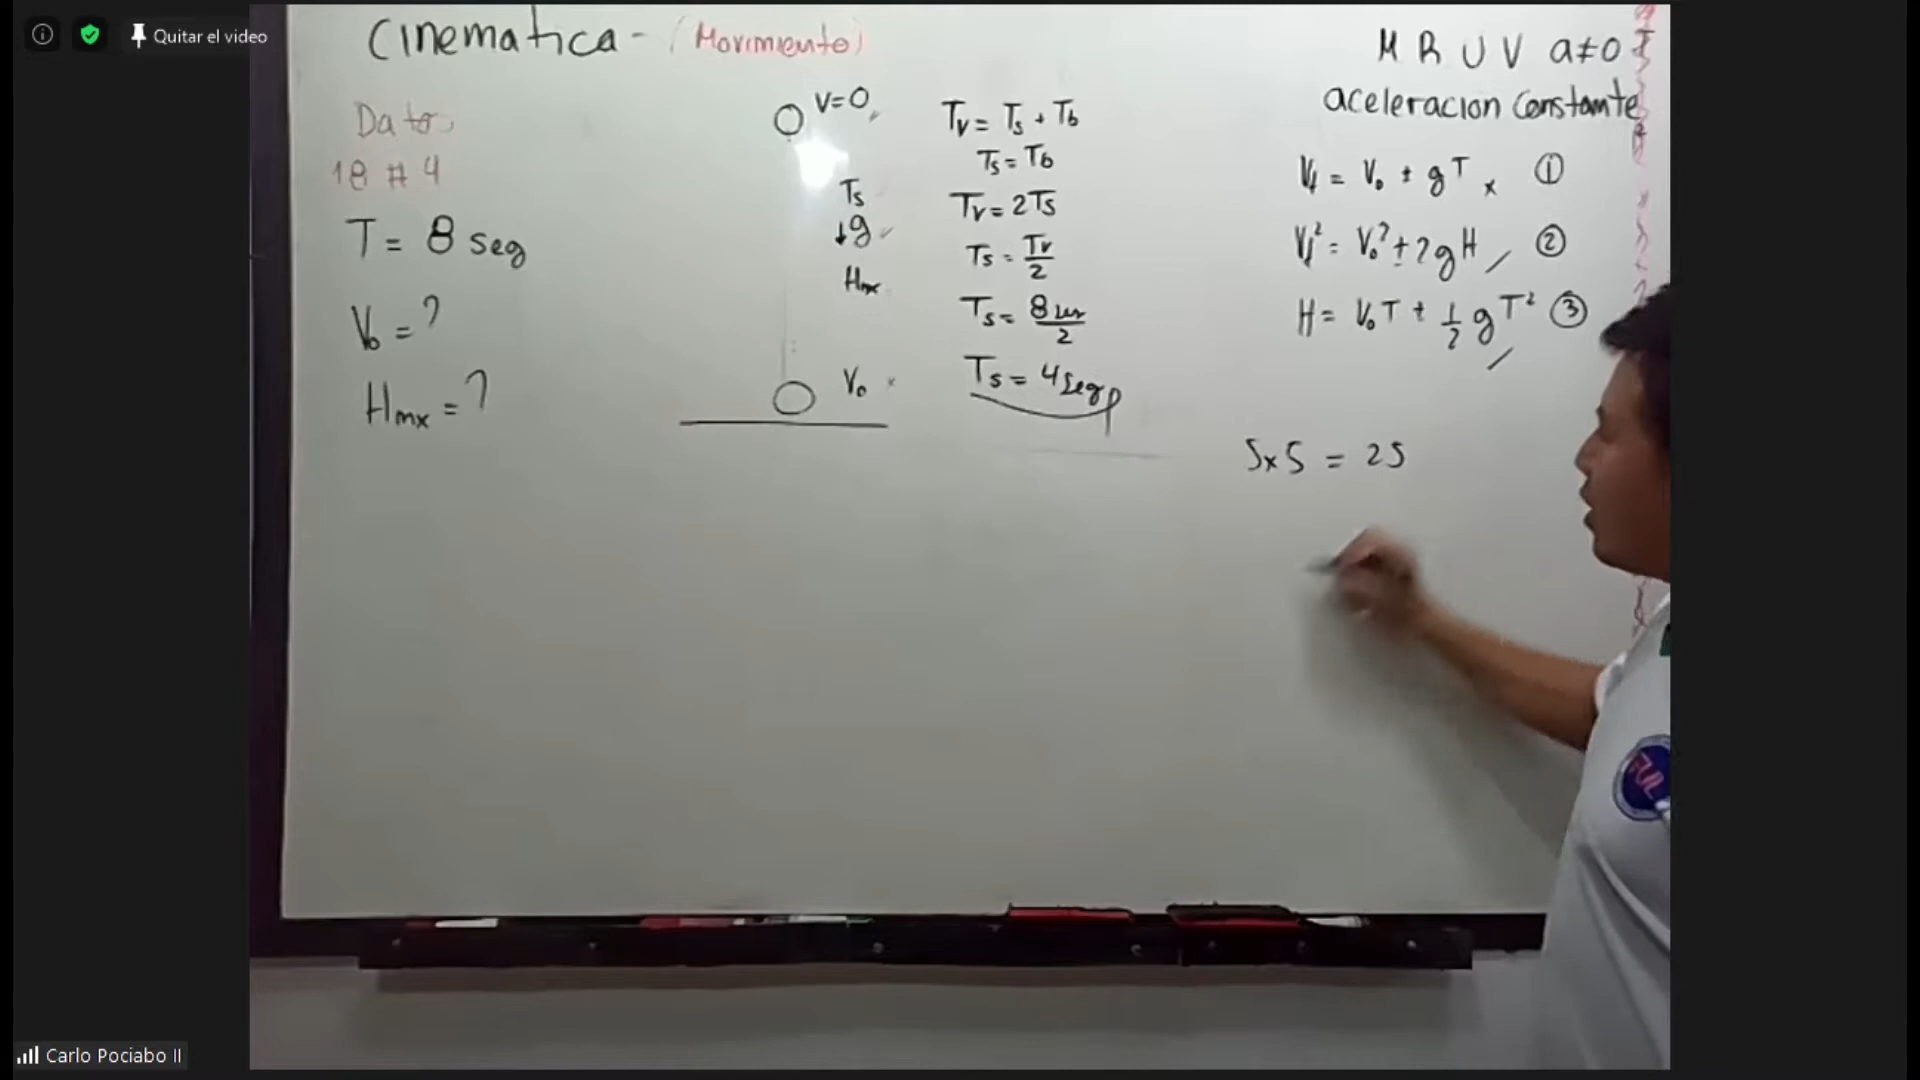 Quitar el video
Cinematica - (Movimiento)
Datos
18 # 4
T = 8 seg
V₀ = ?
Hmx = ?
V=0
Ts
↓g
Hmx
V₀
Tv = Ts + Tb
Ts = Tb
Tv = 2Ts
Ts = Tv/2
Ts = 8 /2
Ts = 4 seg
M R U V a≠0
aceleracion constante
Vf = V₀ ± gT ①
Vf² = V₀² ± 2gH ②
H = V₀T ± 1/2 gT² ③
5x5 = 25
Carlo Pociabo II